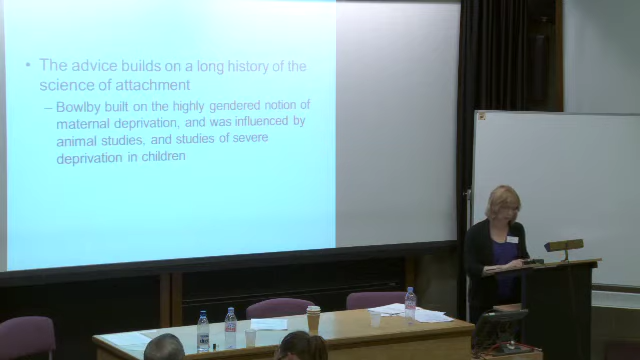 • The advice builds on a long history of the
science of attachment
– Bowlby built on the highly gendered notion of
maternal deprivation, and was influenced by
animal studies, and studies of severe
deprivation in children